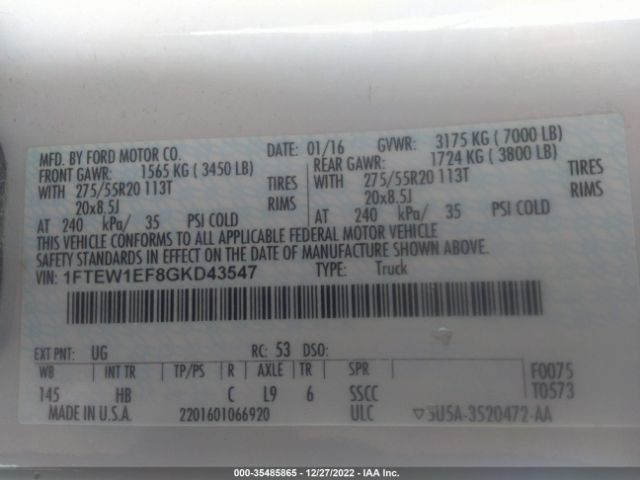 MFD. BY FORD MOTOR CO.
DATE: 01/16 GVWR: 3175 KG ( 7000 LB)
FRONT GAWR: 1565 KG ( 3450 LB) REAR GAWR: 1724 KG ( 3800 LB)
WITH 275/55R20 113T TIRES WITH 275/55R20 113T TIRES
20x8.5J RIMS 20x8.5J RIMS
AT 240 kPa/ 35 PSI COLD AT 240 kPa/ 35 PSI COLD
THIS VEHICLE CONFORMS TO ALL APPLICABLE FEDERAL MOTOR VEHICLE
SAFETY STANDARDS IN EFFECT ON THE DATE OF MANUFACTURE SHOWN ABOVE.
VIN: 1FTEW1EF8GKD43547 TYPE: Truck
EXT PNT: UG RC: 53 DSO:
WB INT TR TP/PS R AXLE TR SPR F0075
145 HB C L9 6 SSCC T0573
MADE IN U.S.A. 2201601066920 ULC 5U5A-3520472-AA
000-35485865 - 12/27/2022 - IAA Inc.